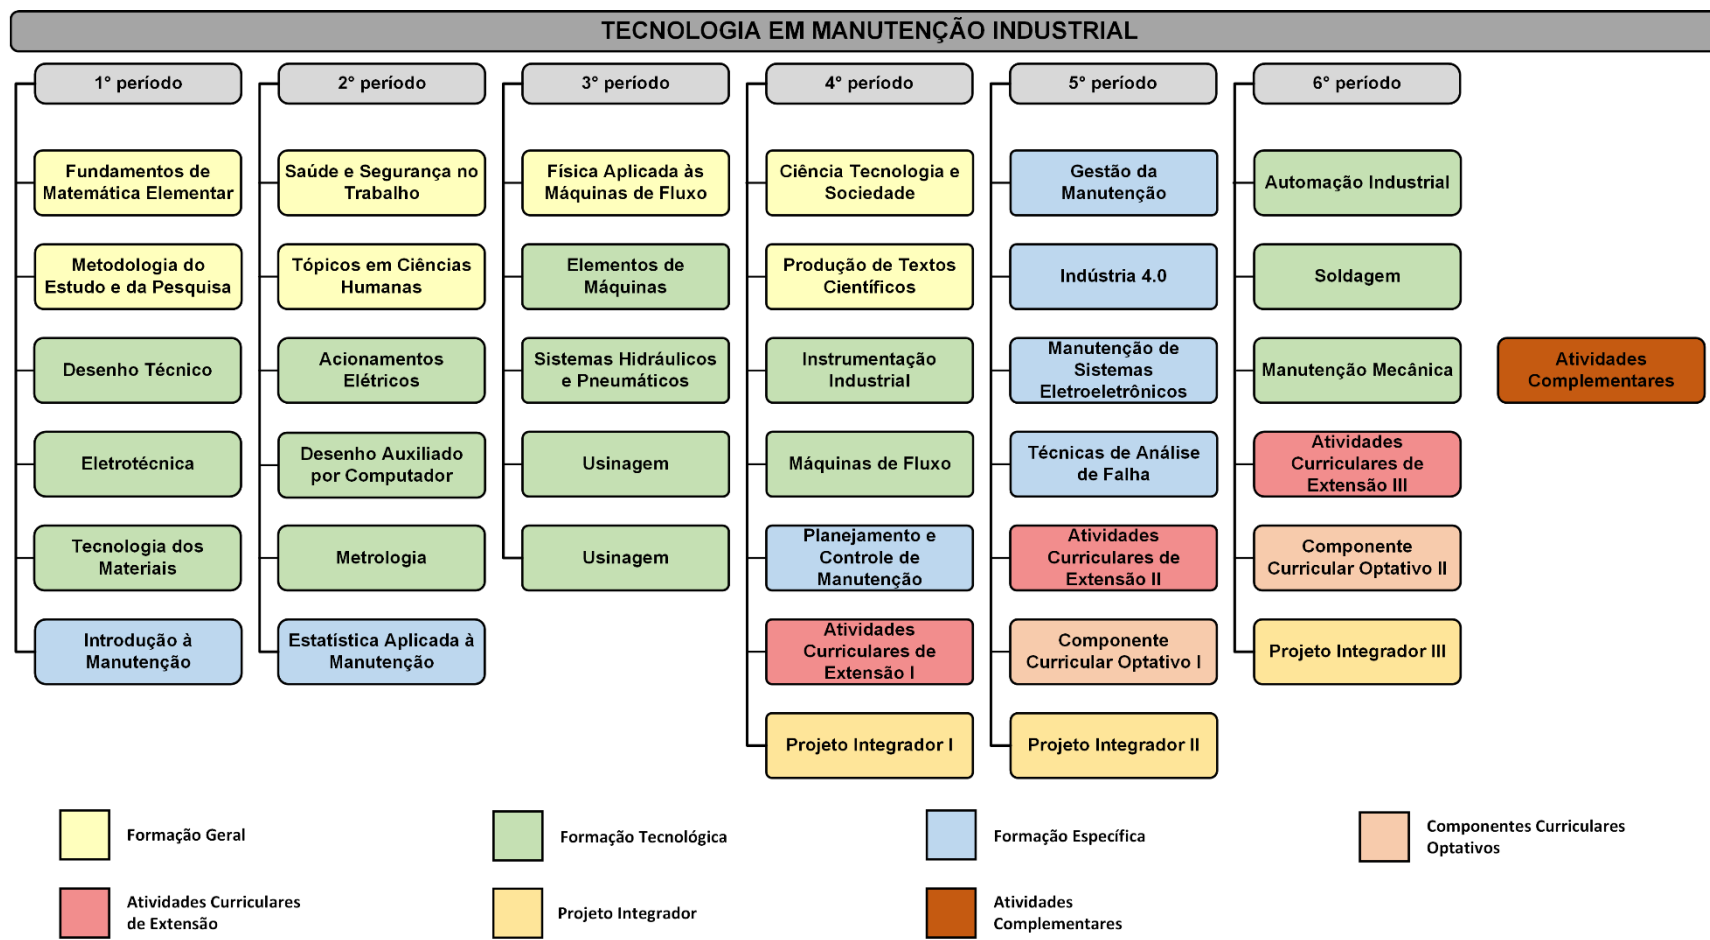 TECNOLOGIA EM MANUTENÇÃO INDUSTRIAL
1° período
Fundamentos de
Matemática Elementar
Metodologia do
Estudo e da Pesquisa
Desenho Técnico
Eletrotécnica
Tecnologia dos
Materiais
Introdução à
Manutenção
2° período
Saúde e Segurança no
Trabalho
Tópicos em Ciências
Humanas
Acionamentos
Elétricos
Desenho Auxiliado
por Computador
Metrologia
Estatística Aplicada à
Manutenção
3° período
Física Aplicada às
Máquinas de Fluxo
Elementos de
Máquinas
Sistemas Hidráulicos
e Pneumáticos
Usinagem
Usinagem
4° período
Ciência Tecnologia e
Sociedade
Produção de Textos
Científicos
Instrumentação
Industrial
Máquinas de Fluxo
Planejamento e
Controle de
Manutenção
Atividades
Curriculares de
Extensão I
Projeto Integrador I
5° período
Gestão da
Manutenção
Indústria 4.0
Manutenção de
Sistemas
Eletroeletrônicos
Técnicas de Análise
de Falha
Atividades
Curriculares de
Extensão II
Componente
Curricular Optativo I
Projeto Integrador II
6° período
Automação Industrial
Soldagem
Manutenção Mecânica
Atividades
Curriculares de
Extensão III
Componente
Curricular Optativo II
Projeto Integrador III
Atividades
Complementares
Formação Geral
Formação Tecnológica
Formação Específica
Componentes Curriculares
Optativos
Atividades Curriculares
de Extensão
Projeto Integrador
Atividades
Complementares